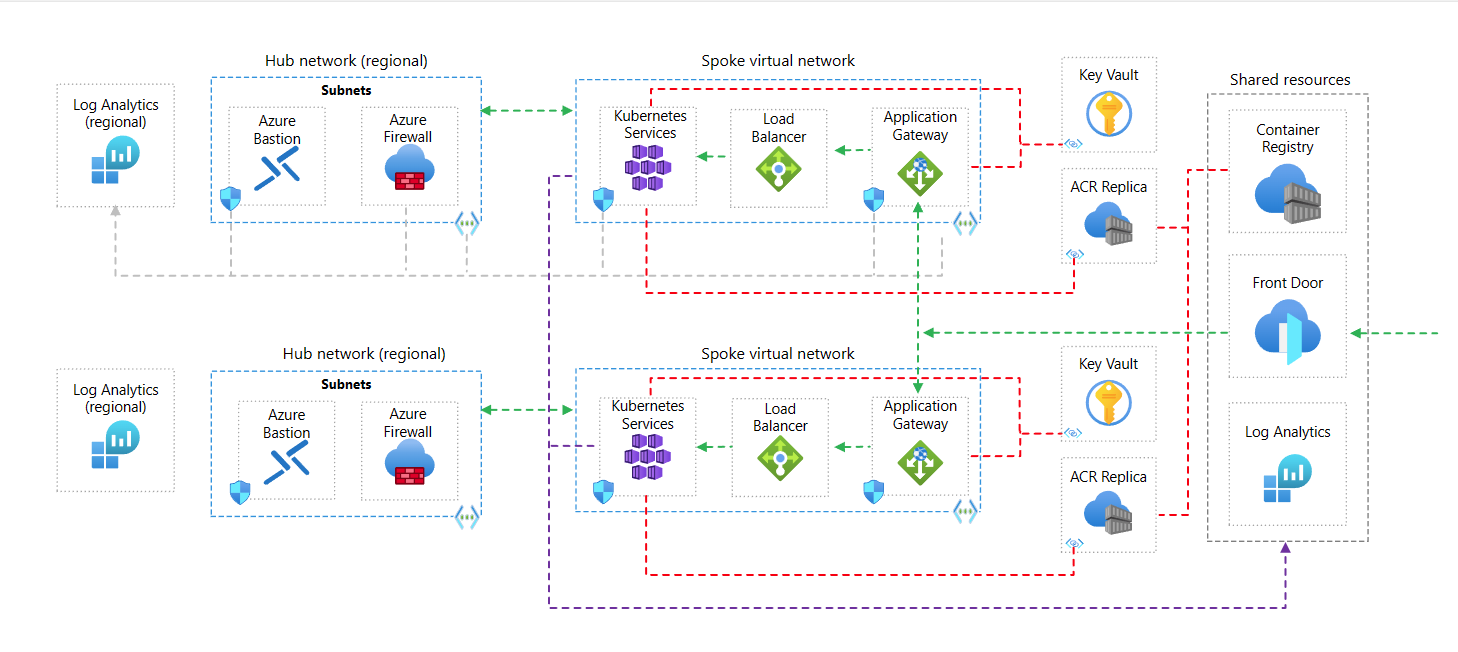 Hub network (regional)
Spoke virtual network
Key Vault
Shared resources
Subnets
Log Analytics
(regional)
Azure
Bastion
Azure
Firewall
Kubernetes
Services
Load
Balancer
Application
Gateway
Container
Registry
ACR Replica
Front Door
Hub network (regional)
Spoke virtual network
Key Vault
Subnets
Log Analytics
(regional)
Azure
Bastion
Azure
Firewall
Kubernetes
Services
Load
Balancer
Application
Gateway
Log Analytics
ACR Replica